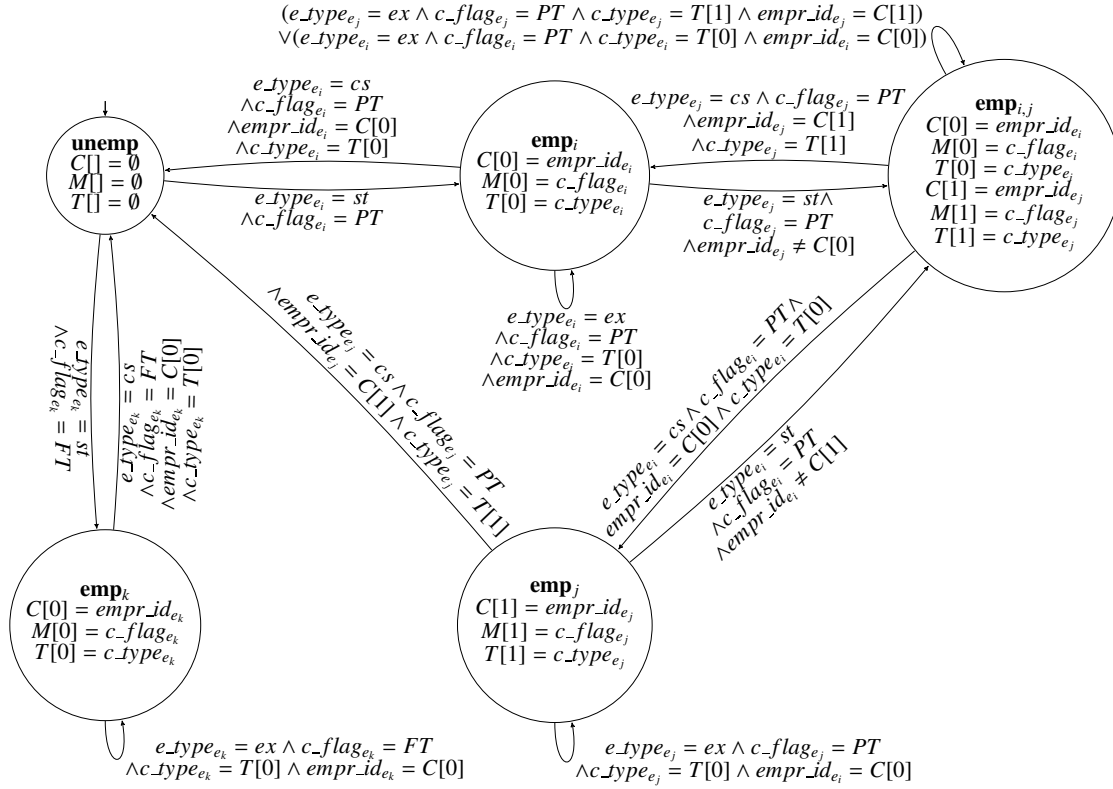 (e_type_{e_j} = ex ∧ c_flag_{e_j} = PT ∧ c_type_{e_j} = T[1] ∧ empr_id_{e_j} = C[1])
∨(e_type_{e_i} = ex ∧ c_flag_{e_i} = PT ∧ c_type_{e_i} = T[0] ∧ empr_id_{e_i} = C[0])
unemp
C[] = ∅
M[] = ∅
T[] = ∅
e_type_{e_i} = cs
∧c_flag_{e_i} = PT
∧empr_id_{e_i} = C[0]
∧c_type_{e_i} = T[0]
e_type_{e_i} = st
∧c_flag_{e_i} = PT
emp_i
C[0] = empr_id_{e_i}
M[0] = c_flag_{e_i}
T[0] = c_type_{e_i}
e_type_{e_j} = cs ∧ c_flag_{e_j} = PT
∧empr_id_{e_j} = C[1]
∧c_type_{e_j} = T[1]
e_type_{e_j} = st∧
c_flag_{e_j} = PT
∧empr_id_{e_j} ≠ C[0]
emp_{i,j}
C[0] = empr_id_{e_i}
M[0] = c_flag_{e_i}
T[0] = c_type_{e_i}
C[1] = empr_id_{e_j}
M[1] = c_flag_{e_j}
T[1] = c_type_{e_j}
e_type_{e_i} = ex
∧c_flag_{e_i} = PT
∧c_type_{e_i} = T[0]
∧empr_id_{e_i} = C[0]
e_type_{e_k} = st
∧c_flag_{e_k} = FT
e_type_{e_k} = cs
∧c_flag_{e_k} = FT
∧empr_id_{e_k} = C[0]
∧c_type_{e_k} = T[0]
e_type_{e_j} = cs ∧ c_flag_{e_j} = PT
∧empr_id_{e_j} = C[1] ∧ c_type_{e_j} = T[1]
e_type_{e_i} = cs ∧ c_flag_{e_i} = PT∧
empr_id_{e_i} = C[0] ∧ c_type_{e_i} = T[0]
e_type_{e_i} = st
∧c_flag_{e_i} = PT
∧empr_id_{e_i} ≠ C[1]
emp_k
C[0] = empr_id_{e_k}
M[0] = c_flag_{e_k}
T[0] = c_type_{e_k}
emp_j
C[1] = empr_id_{e_j}
M[1] = c_flag_{e_j}
T[1] = c_type_{e_j}
e_type_{e_k} = ex ∧ c_flag_{e_k} = FT
∧c_type_{e_k} = T[0] ∧ empr_id_{e_k} = C[0]
e_type_{e_j} = ex ∧ c_flag_{e_j} = PT
∧c_type_{e_j} = T[0] ∧ empr_id_{e_i} = C[0]